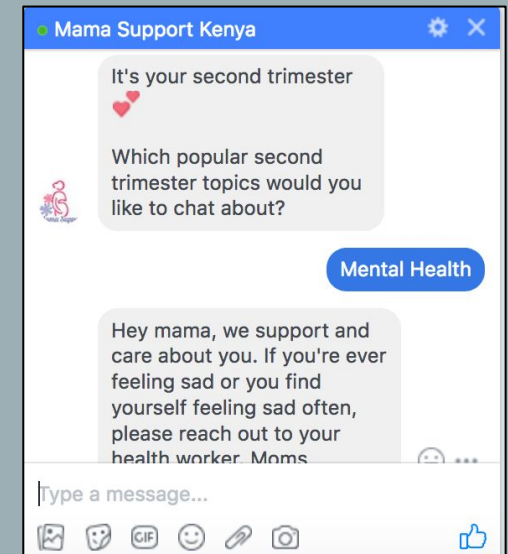 Mama Support Kenya
It's your second trimester
💕
Which popular second
trimester topics would you
like to chat about?
Mental Health
Hey mama, we support and
care about you. If you're ever
feeling sad or you find
yourself feeling sad often,
please reach out to your
health worker. Moms
Type a message...
GIF